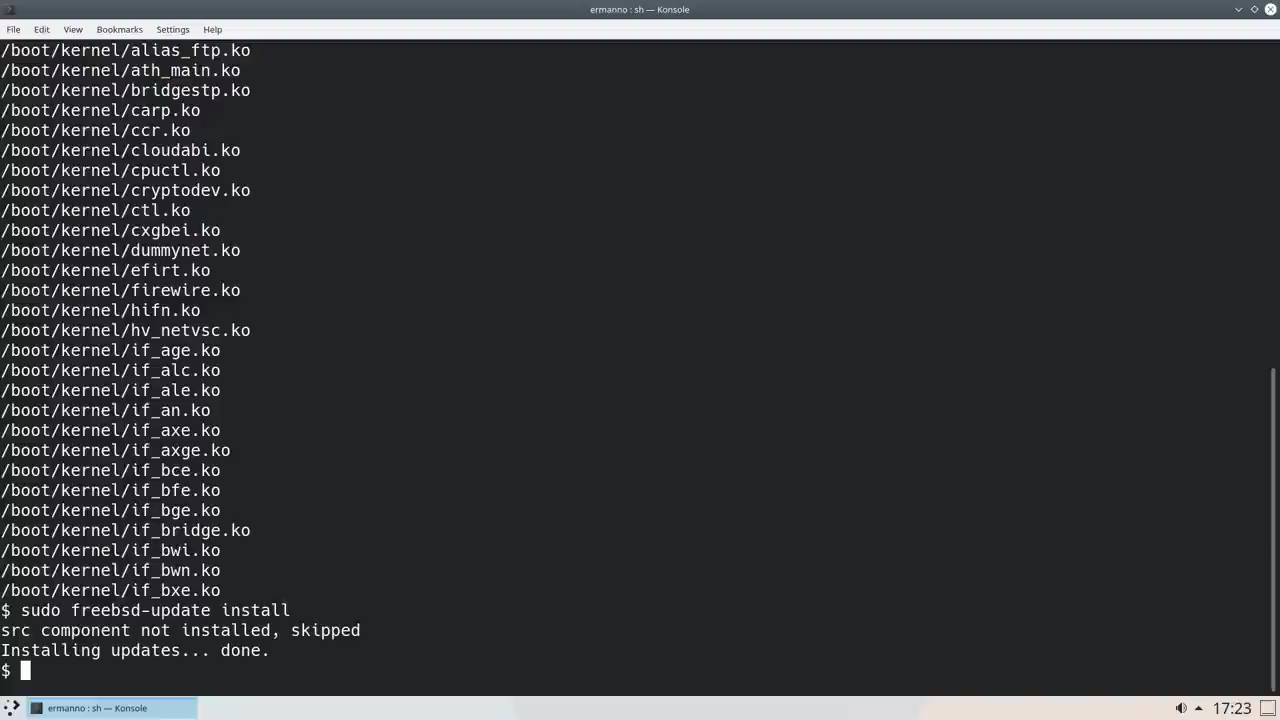 ermanno : sh — Konsole
File Edit View Bookmarks Settings Help
/boot/kernel/alias_ftp.ko
/boot/kernel/ath_main.ko
/boot/kernel/bridgestp.ko
/boot/kernel/carp.ko
/boot/kernel/ccr.ko
/boot/kernel/cloudabi.ko
/boot/kernel/cpuctl.ko
/boot/kernel/cryptodev.ko
/boot/kernel/ctl.ko
/boot/kernel/cxgbei.ko
/boot/kernel/dummynet.ko
/boot/kernel/efirt.ko
/boot/kernel/firewire.ko
/boot/kernel/hifn.ko
/boot/kernel/hv_netvsc.ko
/boot/kernel/if_age.ko
/boot/kernel/if_alc.ko
/boot/kernel/if_ale.ko
/boot/kernel/if_an.ko
/boot/kernel/if_axe.ko
/boot/kernel/if_axge.ko
/boot/kernel/if_bce.ko
/boot/kernel/if_bfe.ko
/boot/kernel/if_bge.ko
/boot/kernel/if_bridge.ko
/boot/kernel/if_bwi.ko
/boot/kernel/if_bwn.ko
/boot/kernel/if_bxe.ko
$ sudo freebsd-update install
src component not installed, skipped
Installing updates... done.
$
ermanno : sh — Konsole
17:23